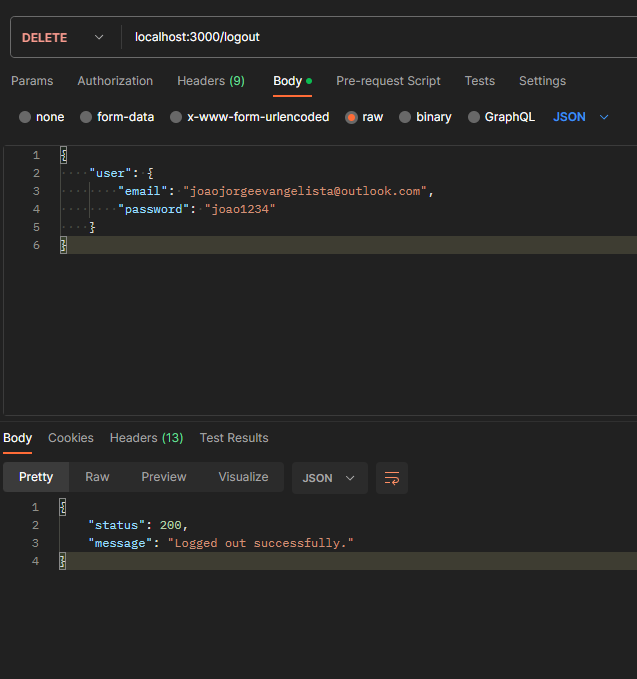 DELETE localhost:3000/logout
Params Authorization Headers (9) Body Pre-request Script Tests Settings
none form-data x-www-form-urlencoded raw binary GraphQL JSON
1 {
2 "user": {
3 "email": "joaojorgeevangelista@outlook.com",
4 "password": "joao1234"
5 }
6 }
Body Cookies Headers (13) Test Results
Pretty Raw Preview Visualize JSON
1 {
2 "status": 200,
3 "message": "Logged out successfully."
4 }